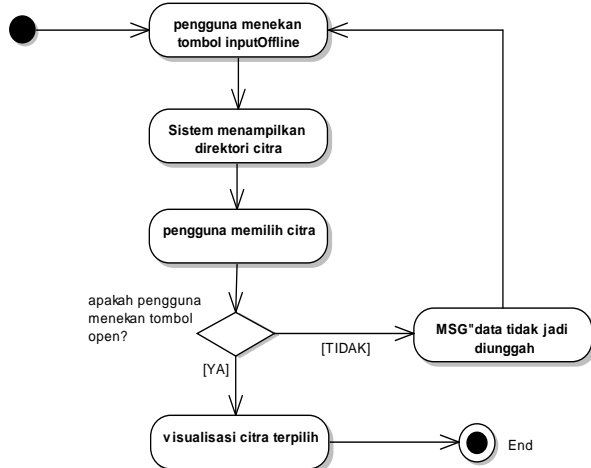 pengguna menekan
tombol inputOffline
Sistem menampilkan
direktori citra
pengguna memilih citra
apakah pengguna
menekan tombol
open?
[TIDAK]
MSG"data tidak jadi
diunggah
[YA]
visualisasi citra terpilih
End